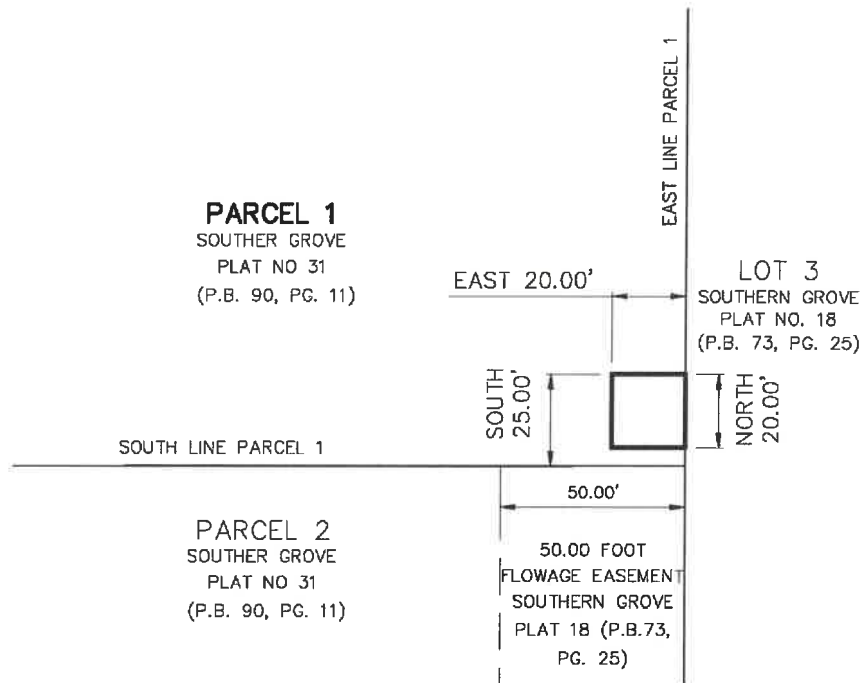 EAST LINE PARCEL 1
PARCEL 1
SOUTHER GROVE
PLAT NO 31
(P.B. 90, PG. 11)
EAST 20.00'
LOT 3
SOUTHERN GROVE
PLAT NO. 18
(P.B. 73, PG. 25)
SOUTH
25.00'
NORTH
20.00'
SOUTH LINE PARCEL 1
50.00'
PARCEL 2
SOUTHER GROVE
PLAT NO 31
(P.B. 90, PG. 11)
50.00 FOOT
FLOWAGE EASEMENT
SOUTHERN GROVE
PLAT 18 (P.B.73,
PG. 25)